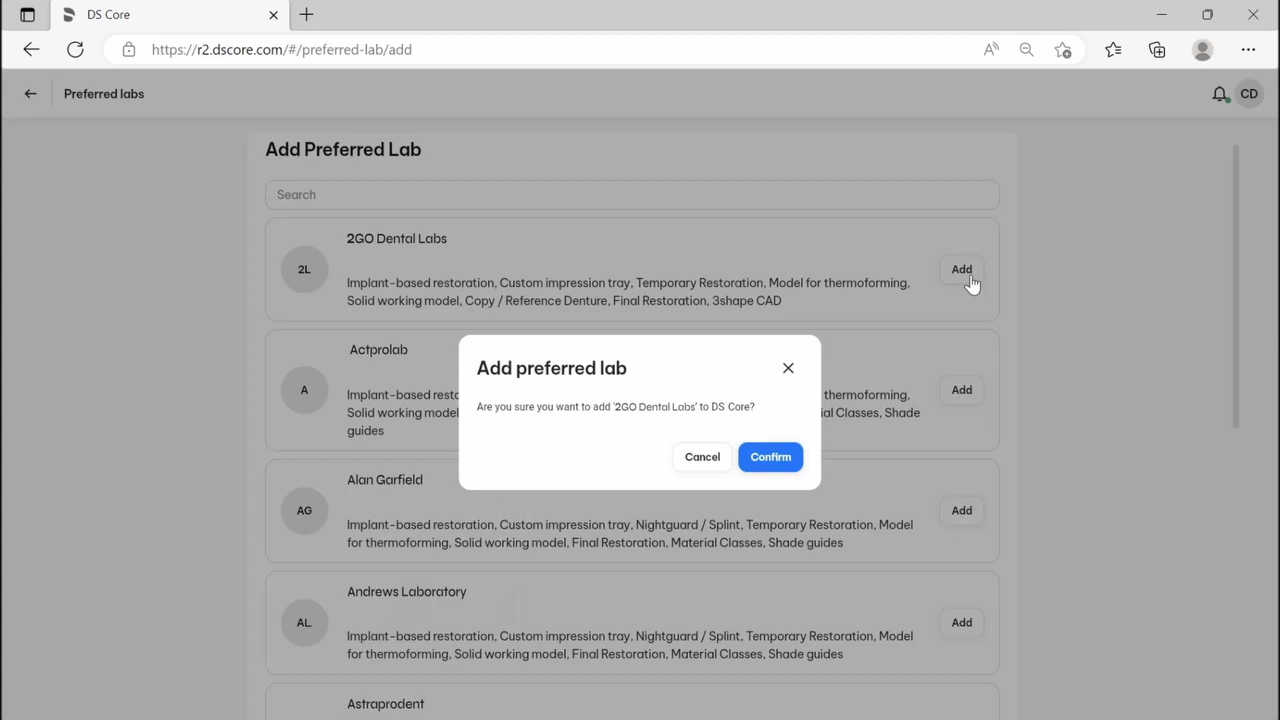 DS Core
https://r2.dscore.com/#/preferred-lab/add
Preferred labs
CD
Add Preferred Lab
Search
2GO Dental Labs
2L
Add
Implant-based restoration, Custom impression tray, Temporary Restoration, Model for thermoforming,
Solid working model, Copy / Reference Denture, Final Restoration, 3shape CAD
Actprolab
A
Add
Implant-based resto
thermoforming,
Solid working model
ial Classes, Shade
guides
Add preferred lab
Are you sure you want to add '2GO Dental Labs' to DS Core?
Cancel
Confirm
Alan Garfield
AG
Add
Implant-based restoration, Custom impression tray, Nightguard / Splint, Temporary Restoration, Model
for thermoforming, Solid working model, Final Restoration, Material Classes, Shade guides
Andrews Laboratory
AL
Add
Implant-based restoration, Custom impression tray, Nightguard / Splint, Temporary Restoration, Model
for thermoforming, Solid working model, Final Restoration, Material Classes, Shade guides
Astraprodent